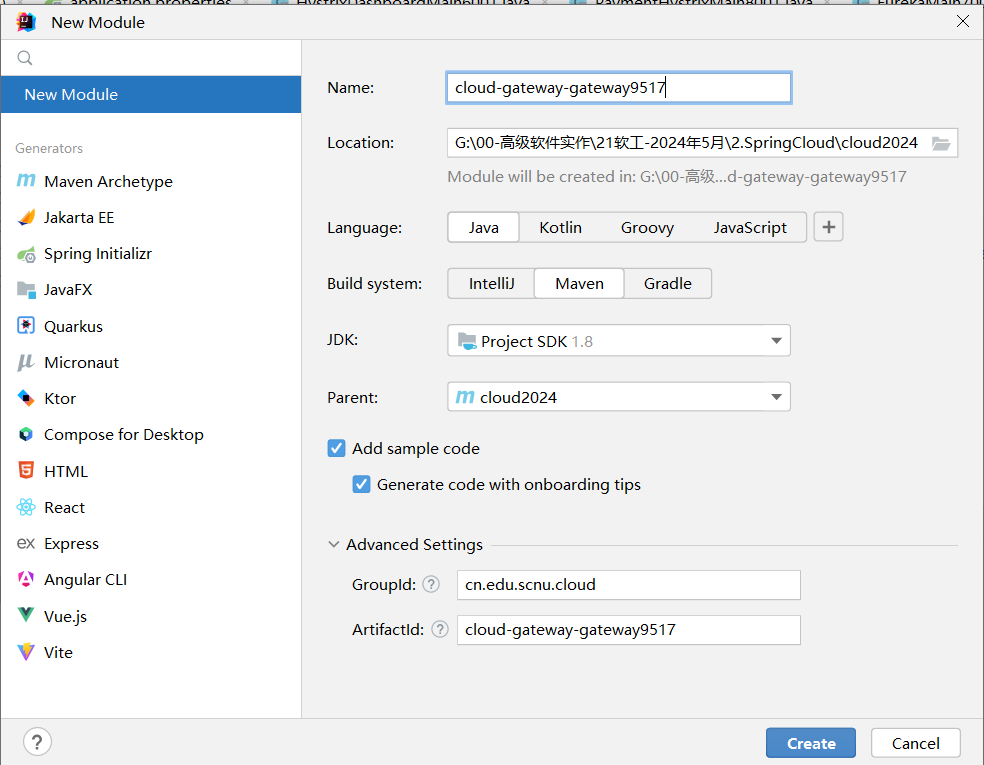 New Module
New Module
Generators
Maven Archetype
Jakarta EE
Spring Initializr
JavaFX
Quarkus
Micronaut
Ktor
Compose for Desktop
HTML
React
Express
Angular CLI
Vue.js
Vite
Name: cloud-gateway-gateway9517
Location: G:\00-高级软件实作\21软工-2024年5月\2.SpringCloud\cloud2024
Module will be created in: G:\00-高级...d-gateway-gateway9517
Language: Java Kotlin Groovy JavaScript +
Build system: IntelliJ Maven Gradle
JDK: Project SDK 1.8
Parent: cloud2024
Add sample code
Generate code with onboarding tips
Advanced Settings
GroupId: ? cn.edu.scnu.cloud
ArtifactId: ? cloud-gateway-gateway9517
? Create Cancel